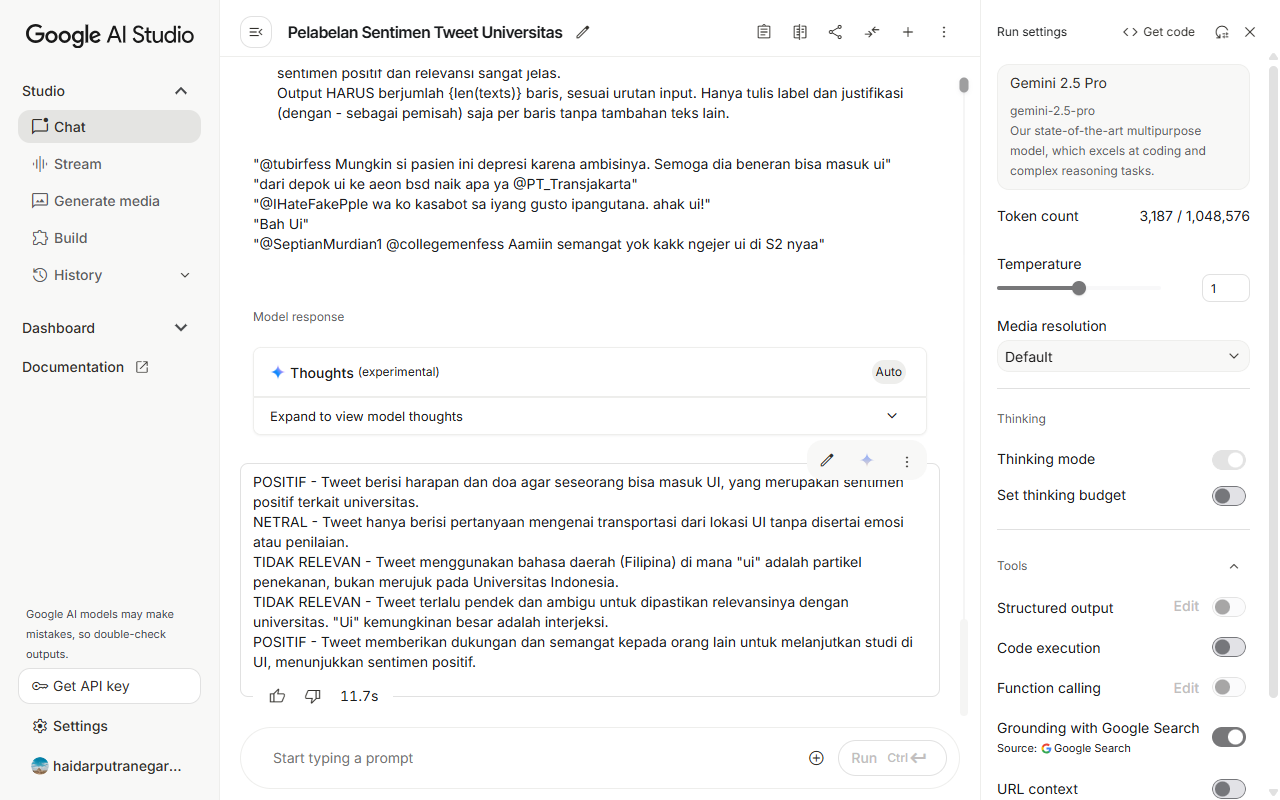 Google AI Studio
Studio
Chat
Stream
Generate media
Build
History
Dashboard
Documentation
Google AI models may make
mistakes, so double-check
outputs.
Get API key
Settings
haidarputranegar...
Pelabelan Sentimen Tweet Universitas
sentimen positif dan relevansi sangat jelas.
Output HARUS berjumlah {len(texts)} baris, sesuai urutan input. Hanya tulis label dan justifikasi
(dengan - sebagai pemisah) saja per baris tanpa tambahan teks lain.
"@tubirfess Mungkin si pasien ini depresi karena ambisinya. Semoga dia beneran bisa masuk ui"
"dari depok ui ke aeon bsd naik apa ya @PT_Transjakarta"
"@IHateFakePple wa ko kasabot sa iyang gusto ipangutana. ahak ui!"
"Bah Ui"
"@SeptianMurdian1 @collegemenfess Aamiin semangat yok kakk ngejer ui di S2 nyaa"
Model response
Thoughts (experimental)
Auto
Expand to view model thoughts
POSITIF - Tweet berisi harapan dan doa agar seseorang bisa masuk UI, yang merupakan sentimen
positif terkait universitas.
NETRAL - Tweet hanya berisi pertanyaan mengenai transportasi dari lokasi UI tanpa disertai emosi
atau penilaian.
TIDAK RELEVAN - Tweet menggunakan bahasa daerah (Filipina) di mana "ui" adalah partikel
penekanan, bukan merujuk pada Universitas Indonesia.
TIDAK RELEVAN - Tweet terlalu pendek dan ambigu untuk dipastikan relevansinya dengan
universitas. "Ui" kemungkinan besar adalah interjeksi.
POSITIF - Tweet memberikan dukungan dan semangat kepada orang lain untuk melanjutkan studi di
UI, menunjukkan sentimen positif.
11.7s
Start typing a prompt
Run Ctrl
Run settings
Get code
Gemini 2.5 Pro
gemini-2.5-pro
Our state-of-the-art multipurpose
model, which excels at coding and
complex reasoning tasks.
Token count 3,187 / 1,048,576
Temperature
1
Media resolution
Default
Thinking
Thinking mode
Set thinking budget
Tools
Structured output Edit
Code execution
Function calling Edit
Grounding with Google Search
Source: Google Search
URL context